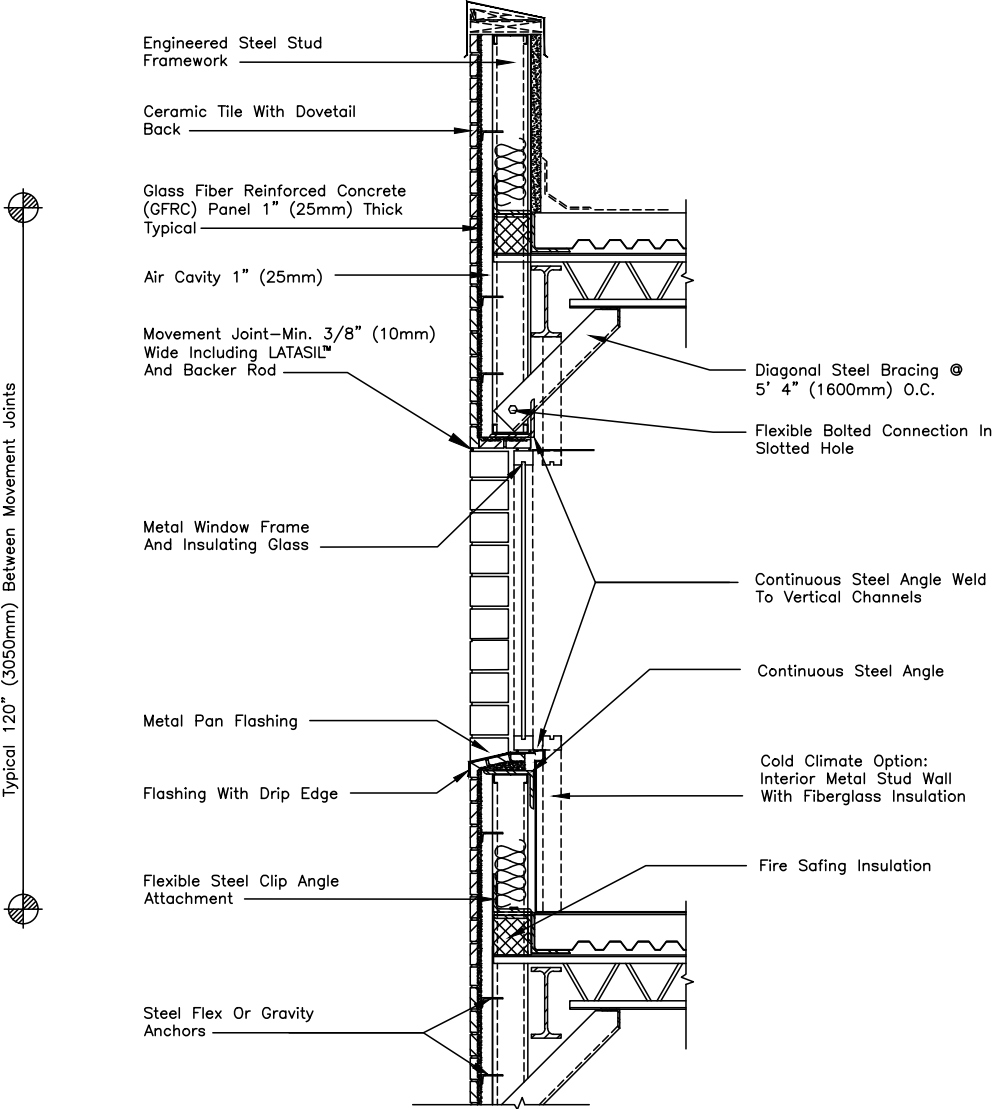 Engineered Steel Stud
Framework
Ceramic Tile With Dovetail
Back
Glass Fiber Reinforced Concrete
(GFRC) Panel 1” (25mm) Thick
Typical
Air Cavity 1” (25mm)
Movement Joint–Min. 3/8” (10mm)
Wide Including LATASIL™
And Backer Rod
Metal Window Frame
And Insulating Glass
Metal Pan Flashing
Flashing With Drip Edge
Flexible Steel Clip Angle
Attachment
Steel Flex Or Gravity
Anchors
Typical 120” (3050mm) Between Movement Joints
Diagonal Steel Bracing @
5’ 4” (1600mm) O.C.
Flexible Bolted Connection In
Slotted Hole
Continuous Steel Angle Weld
To Vertical Channels
Continuous Steel Angle
Cold Climate Option:
Interior Metal Stud Wall
With Fiberglass Insulation
Fire Safing Insulation